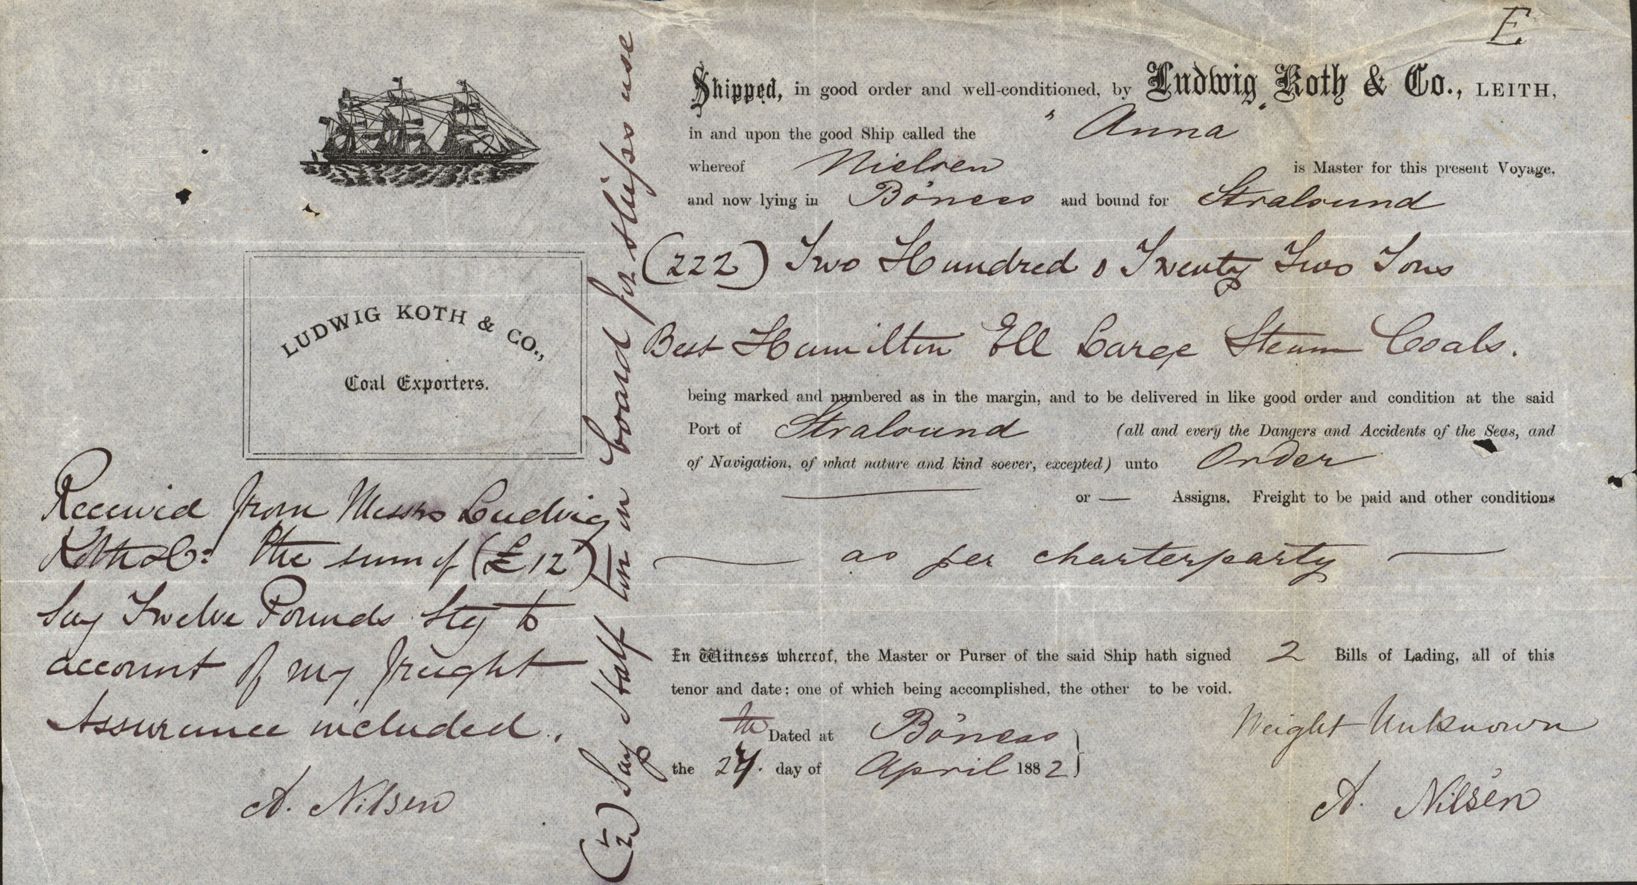 E.
Shipped, in good order and well-conditioned, by Ludwig Koth & Co., LEITH,
in and upon the good Ship called the "Anna"
whereof Nielsen is Master for this present Voyage,
and now lying in Bóness and bound for Stralsund
(222) Two Hundred & Twenty Two Tons
Best Hamilton Ell Large Steam Coals.
being marked and numbered as in the margin, and to be delivered in like good order and condition at the said
Port of Stralsund (all and every the Dangers and Accidents of the Seas, and
of Navigation, of what nature and kind soever, excepted) unto Order
or — Assigns, Freight to be paid and other conditions
— as per charterparty —
In Witness whereof, the Master or Purser of the said Ship hath signed 2 Bills of Lading, all of this
tenor and date; one of which being accomplished, the other to be void.
Dated at Bóness
the day of April 1882
Weight Unknown
A. Nilsén
LUDWIG KOTH & CO.,
Coal Exporters.
Received from Messrs Ludwig
Koth & Co: the sum of (£12)
Say Twelve Pounds Stg to
account of my freight
Assurance included.
A. Nilsen
(½) Say Half ton on board for ships use